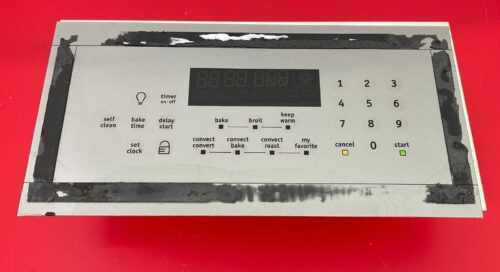 timer
on · off
self
clean
bake
time
delay
start
set
clock
bake
broil
keep
warm
convect
convert
convect
bake
convect
roast
my
favorite
1 2 3
4 5 6
7 8 9
cancel 0 start